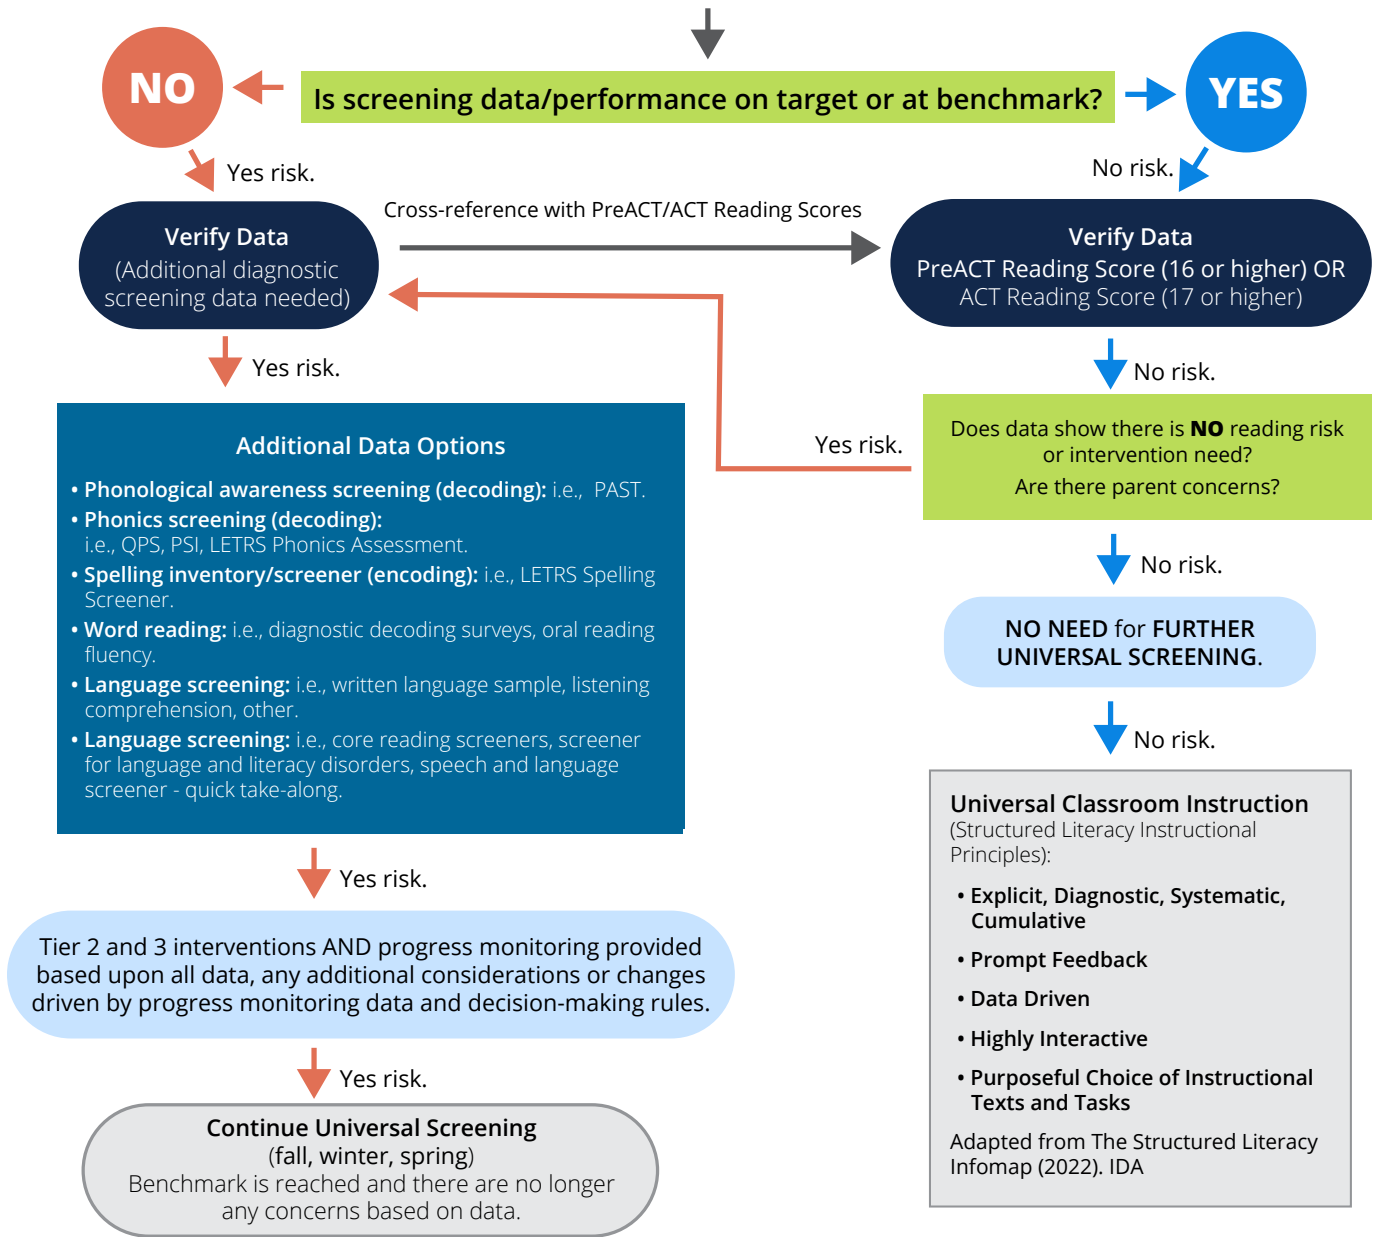 NO
Is screening data/performance on target or at benchmark?
YES
Yes risk.
No risk.
Verify Data
(Additional diagnostic
screening data needed)
Cross-reference with PreACT/ACT Reading Scores
Verify Data
PreACT Reading Score (16 or higher) OR
ACT Reading Score (17 or higher)
Yes risk.
No risk.
Additional Data Options
• Phonological awareness screening (decoding): i.e., PAST.
• Phonics screening (decoding):
i.e., QPS, PSI, LETRS Phonics Assessment.
• Spelling inventory/screener (encoding): i.e., LETRS Spelling
Screener.
• Word reading: i.e., diagnostic decoding surveys, oral reading
fluency.
• Language screening: i.e., written language sample, listening
comprehension, other.
• Language screening: i.e., core reading screeners, screener
for language and literacy disorders, speech and language
screener - quick take-along.
Yes risk.
Does data show there is NO reading risk
or intervention need?
Are there parent concerns?
No risk.
NO NEED for FURTHER
UNIVERSAL SCREENING.
No risk.
Yes risk.
Tier 2 and 3 interventions AND progress monitoring provided
based upon all data, any additional considerations or changes
driven by progress monitoring data and decision-making rules.
Yes risk.
Continue Universal Screening
(fall, winter, spring)
Benchmark is reached and there are no longer
any concerns based on data.
Universal Classroom Instruction
(Structured Literacy Instructional
Principles):
• Explicit, Diagnostic, Systematic,
Cumulative
• Prompt Feedback
• Data Driven
• Highly Interactive
• Purposeful Choice of Instructional
Texts and Tasks
Adapted from The Structured Literacy
Infomap (2022). IDA